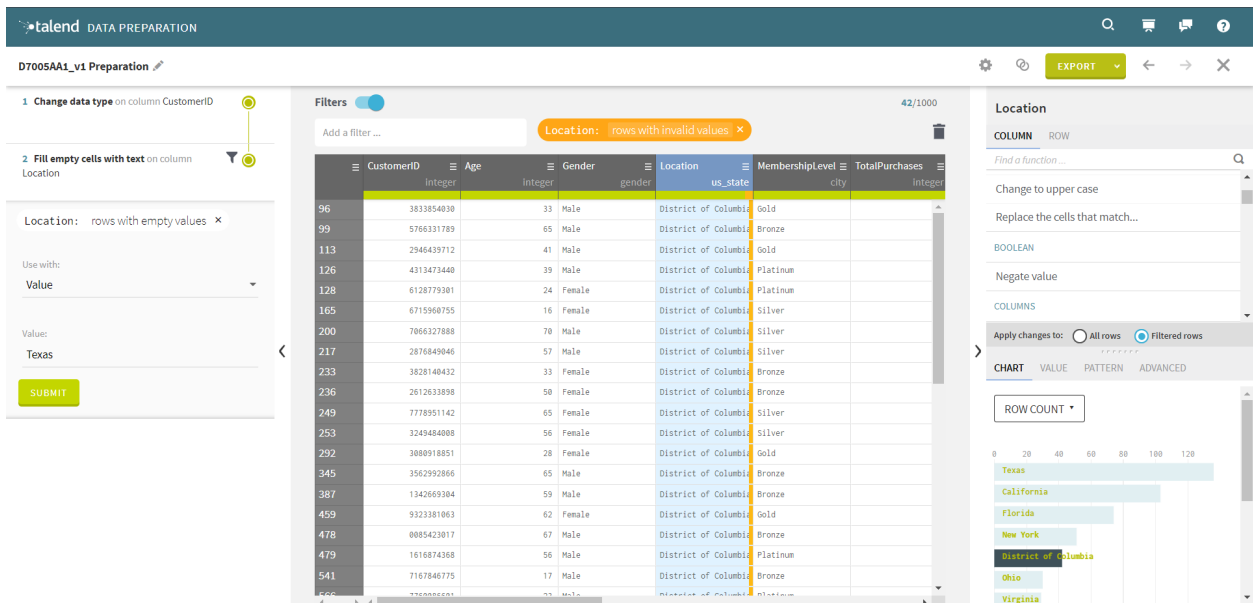 talend DATA PREPARATION
D7005AA1_v1 Preparation
EXPORT
1 Change data type on column CustomerID
2 Fill empty cells with text on column
Location
Location: rows with empty values ×
Use with:
Value
Value:
Texas
SUBMIT
Filters
42/1000
Add a filter ...
Location: rows with invalid values ×
CustomerID Age Gender Location MembershipLevel TotalPurchases
integer integer gender us_state city integer
96 3833854030 33 Male District of Columbia Gold
99 5766331789 65 Male District of Columbia Bronze
113 2946439712 41 Male District of Columbia Gold
126 4313473440 39 Male District of Columbia Platinum
128 6128779301 24 Female District of Columbia Platinum
165 6715960755 16 Female District of Columbia Silver
200 7066327888 70 Male District of Columbia Silver
217 2876849046 57 Male District of Columbia Silver
233 3828140432 33 Female District of Columbia Bronze
236 2612633898 50 Female District of Columbia Bronze
249 7778951142 65 Female District of Columbia Silver
253 3249484008 56 Female District of Columbia Silver
292 3080918851 28 Female District of Columbia Gold
345 3562992866 65 Male District of Columbia Bronze
387 1342669304 59 Male District of Columbia Bronze
459 9323381063 62 Female District of Columbia Gold
478 0085423017 67 Male District of Columbia Bronze
479 1616874368 56 Male District of Columbia Platinum
541 7167846775 17 Male District of Columbia Bronze
Location
COLUMN ROW
Find a function ...
Change to upper case
Replace the cells that match...
BOOLEAN
Negate value
COLUMNS
Apply changes to: All rows Filtered rows
CHART VALUE PATTERN ADVANCED
ROW COUNT
0 20 40 60 80 100 120
Texas
California
Florida
New York
District of Columbia
Ohio
Virginia